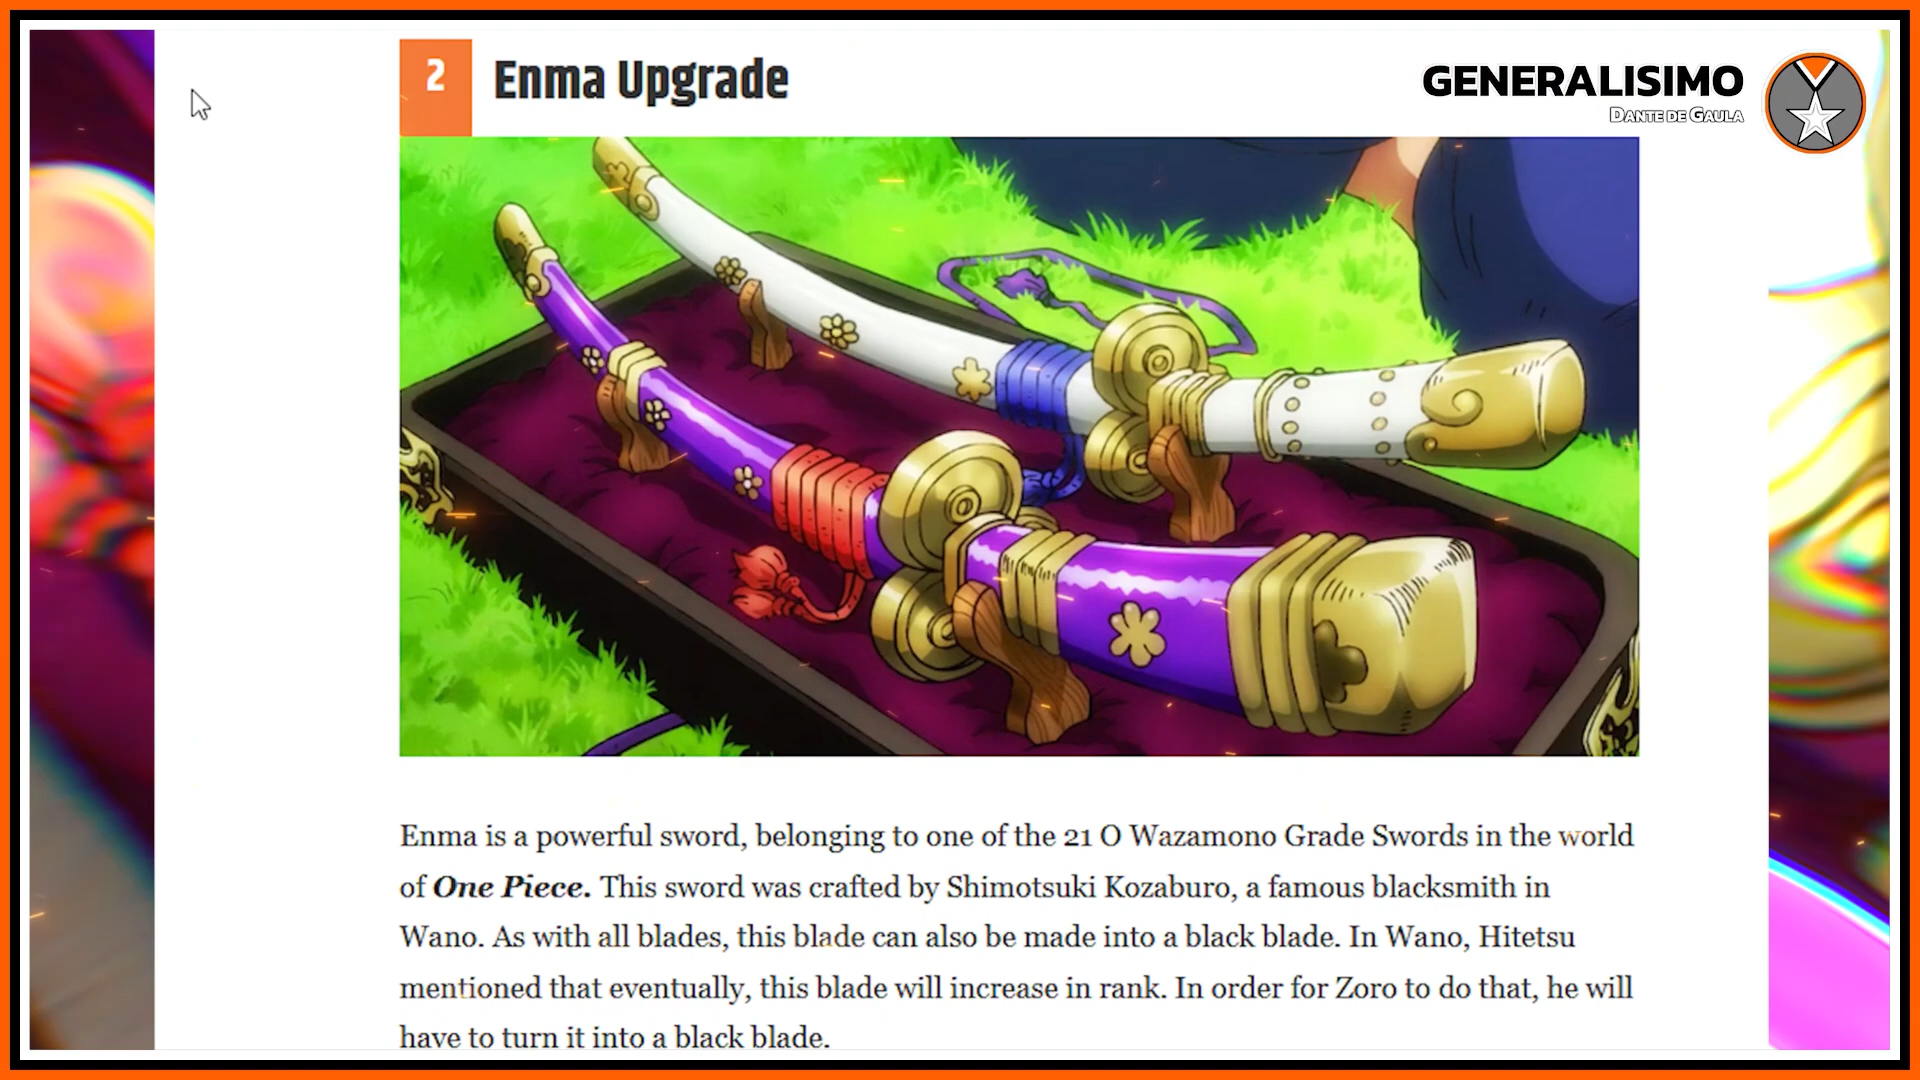 2
Enma Upgrade
GENERALISIMO
DANTE DE GAULA
Enma is a powerful sword, belonging to one of the 21 O Wazamono Grade Swords in the world
of One Piece. This sword was crafted by Shimotsuki Kozaburo, a famous blacksmith in
Wano. As with all blades, this blade can also be made into a black blade. In Wano, Hitetsu
mentioned that eventually, this blade will increase in rank. In order for Zoro to do that, he will
have to turn it into a black blade.